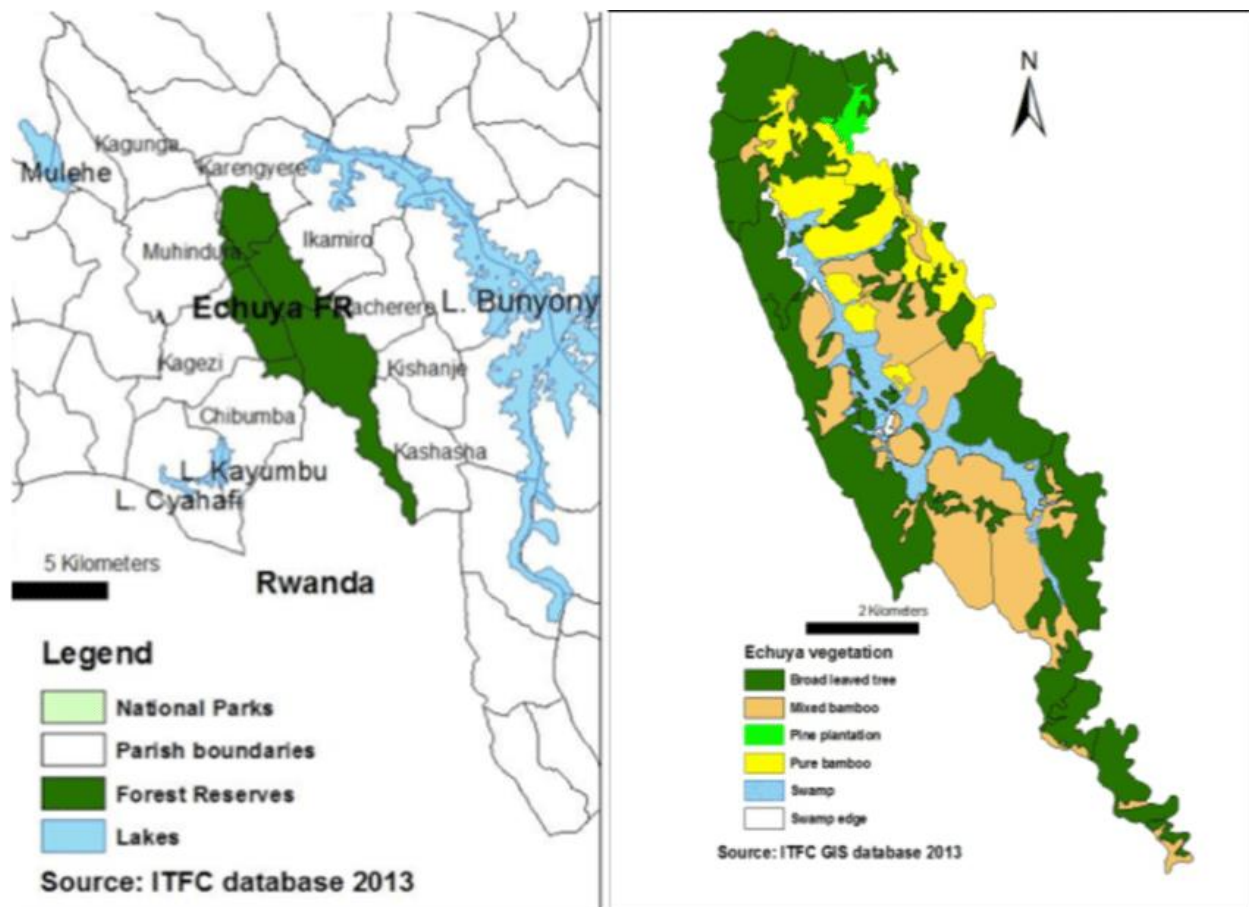 Kagunga
Mulehe
Karengyere
Ikamiro
Echuya FR
acherere
L. Bunyony
Kagezi
Kishanje
Chibumba
Kashasha
L. Kayumbu
L. Cyahafi
5 Kilometers
Rwanda
Legend
National Parks
Parish boundaries
Forest Reserves
Lakes
Source: ITFC database 2013
N
2 Kilometers
Echuya vegetation
Broad leaved tree
Mixed bamboo
Pine plantation
Pure bamboo
Swamp
Swamp edge
Source: ITFC GIS database 2013